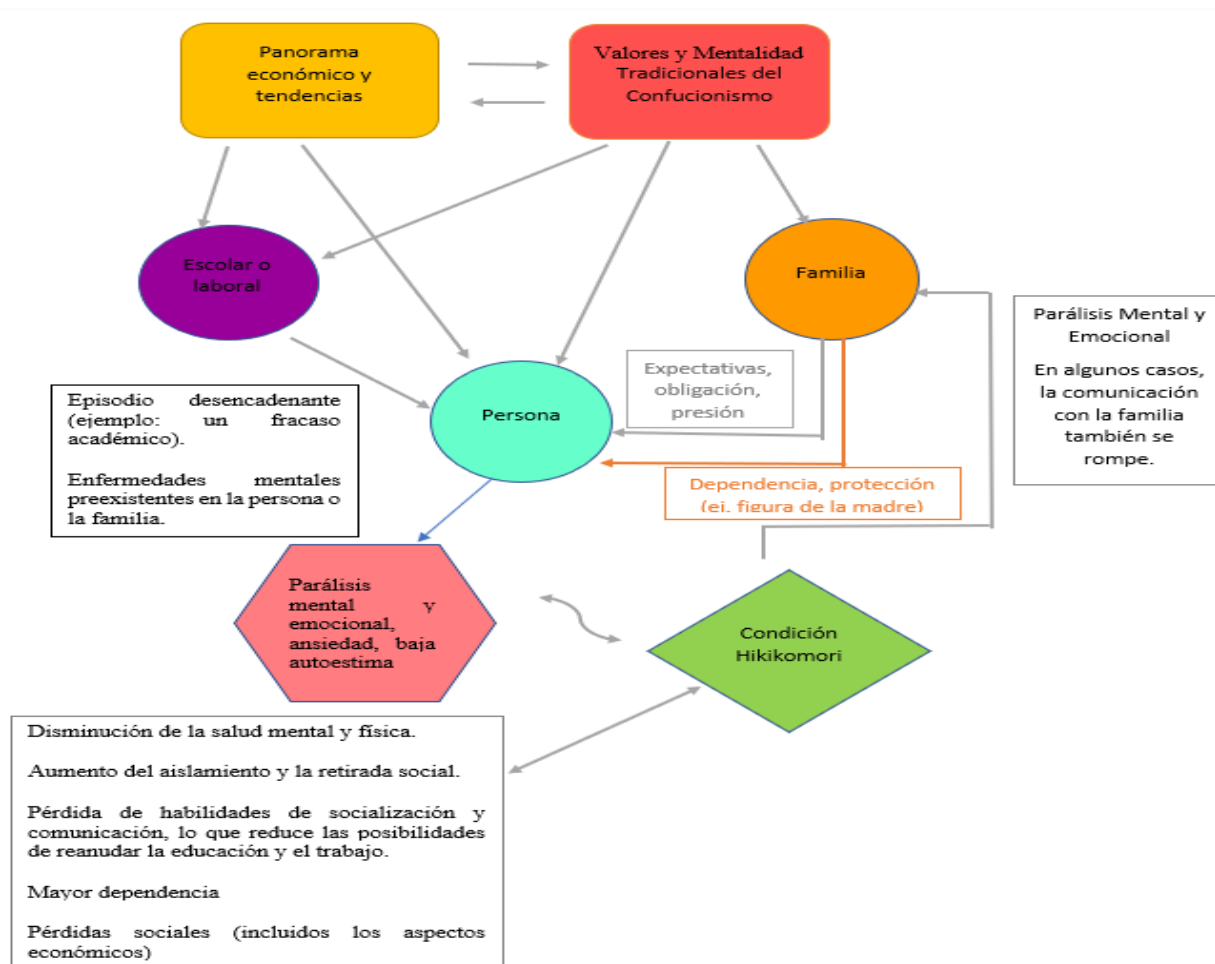 Panorama
económico y
tendencias
Valores y Mentalidad
Tradicionales del
Confucionismo
Escolar o
laboral
Familia
Parálisis Mental y
Emocional
En algunos casos,
la comunicación
con la familia
también se
rompe.
Expectativas,
obligación,
presión
Persona
Episodio desencadenante
(ejemplo: un fracaso
académico).
Enfermedades mentales
preexistentes en la persona o
la familia.
Dependencia, protección
(ej. figura de la madre)
Parálisis
mental y
emocional,
ansiedad, baja
autoestima
Condición
Hikikomori
Disminución de la salud mental y física.
Aumento del aislamiento y la retirada social.
Pérdida de habilidades de socialización y
comunicación, lo que reduce las posibilidades
de reanudar la educación y el trabajo.
Mayor dependencia
Pérdidas sociales (incluidos los aspectos
económicos)